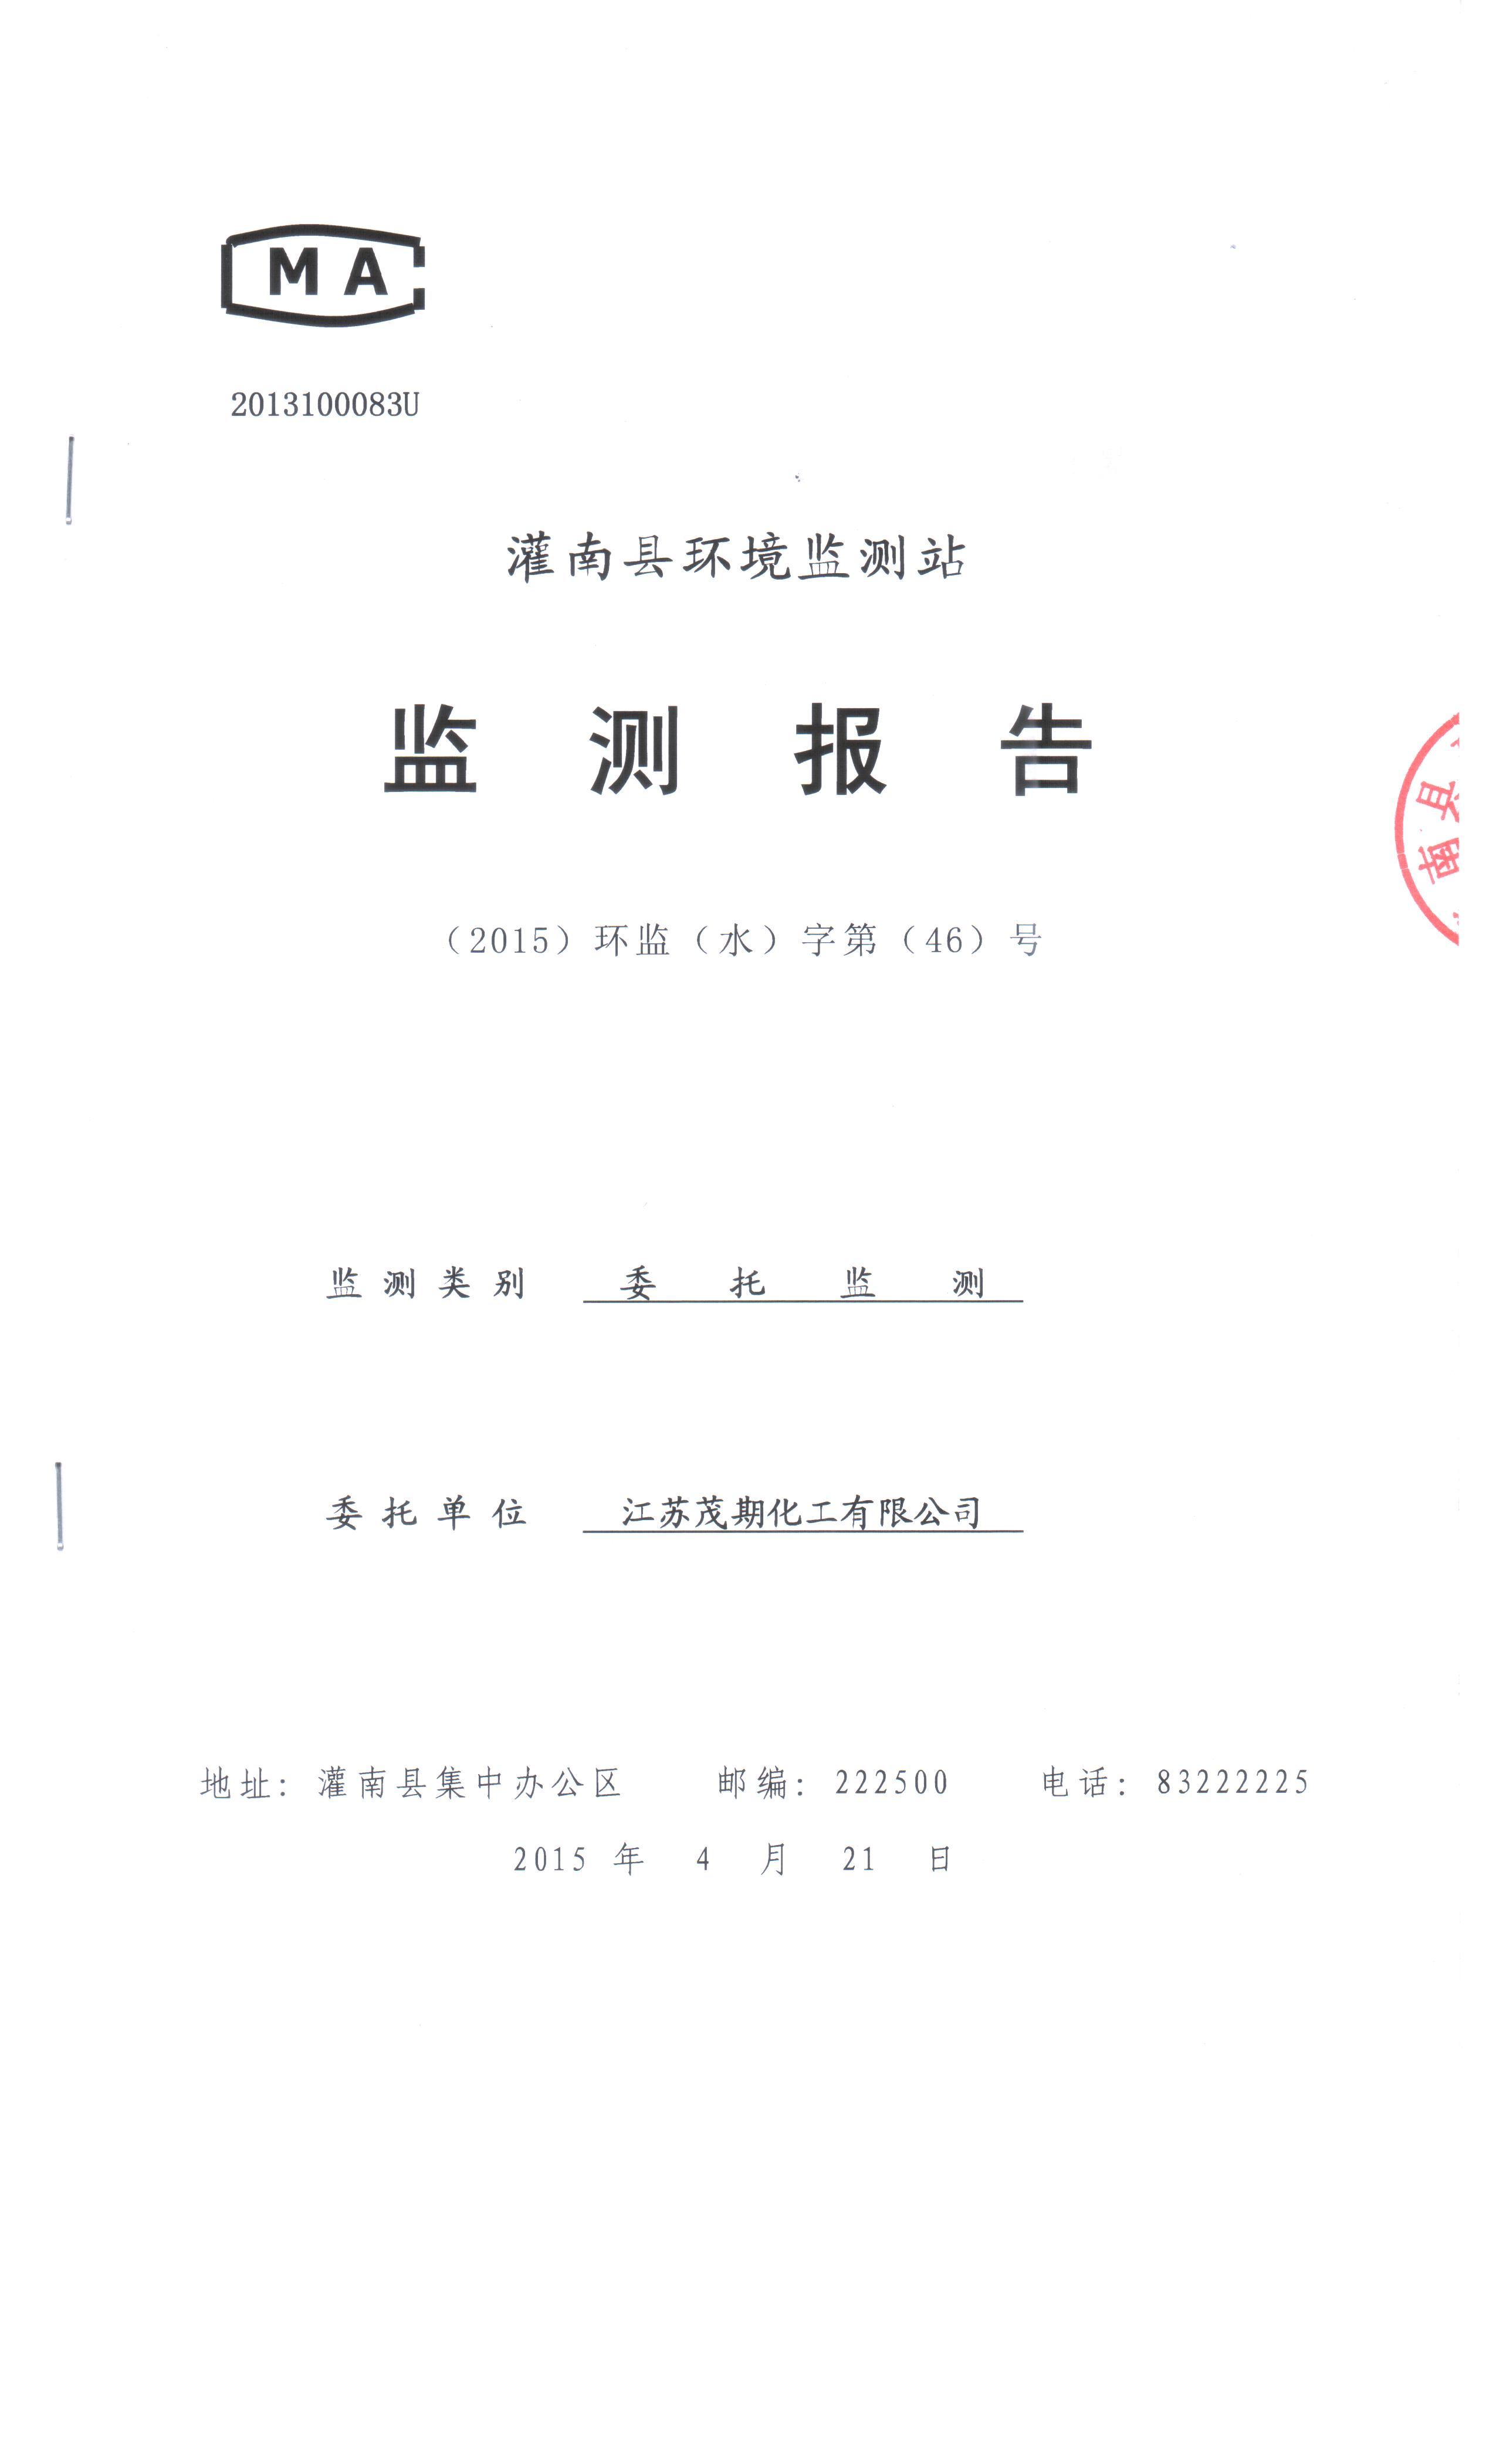 MA
2013100083U
灌南县环境监测站
监测报告
（2015）环监（水）字第（46）号
监测类别 委托监测
委托单位 江苏茂期化工有限公司
地址：灌南县集中办公区 邮编：222500 电话：83222225
2015 年 4 月 21 日
县
南